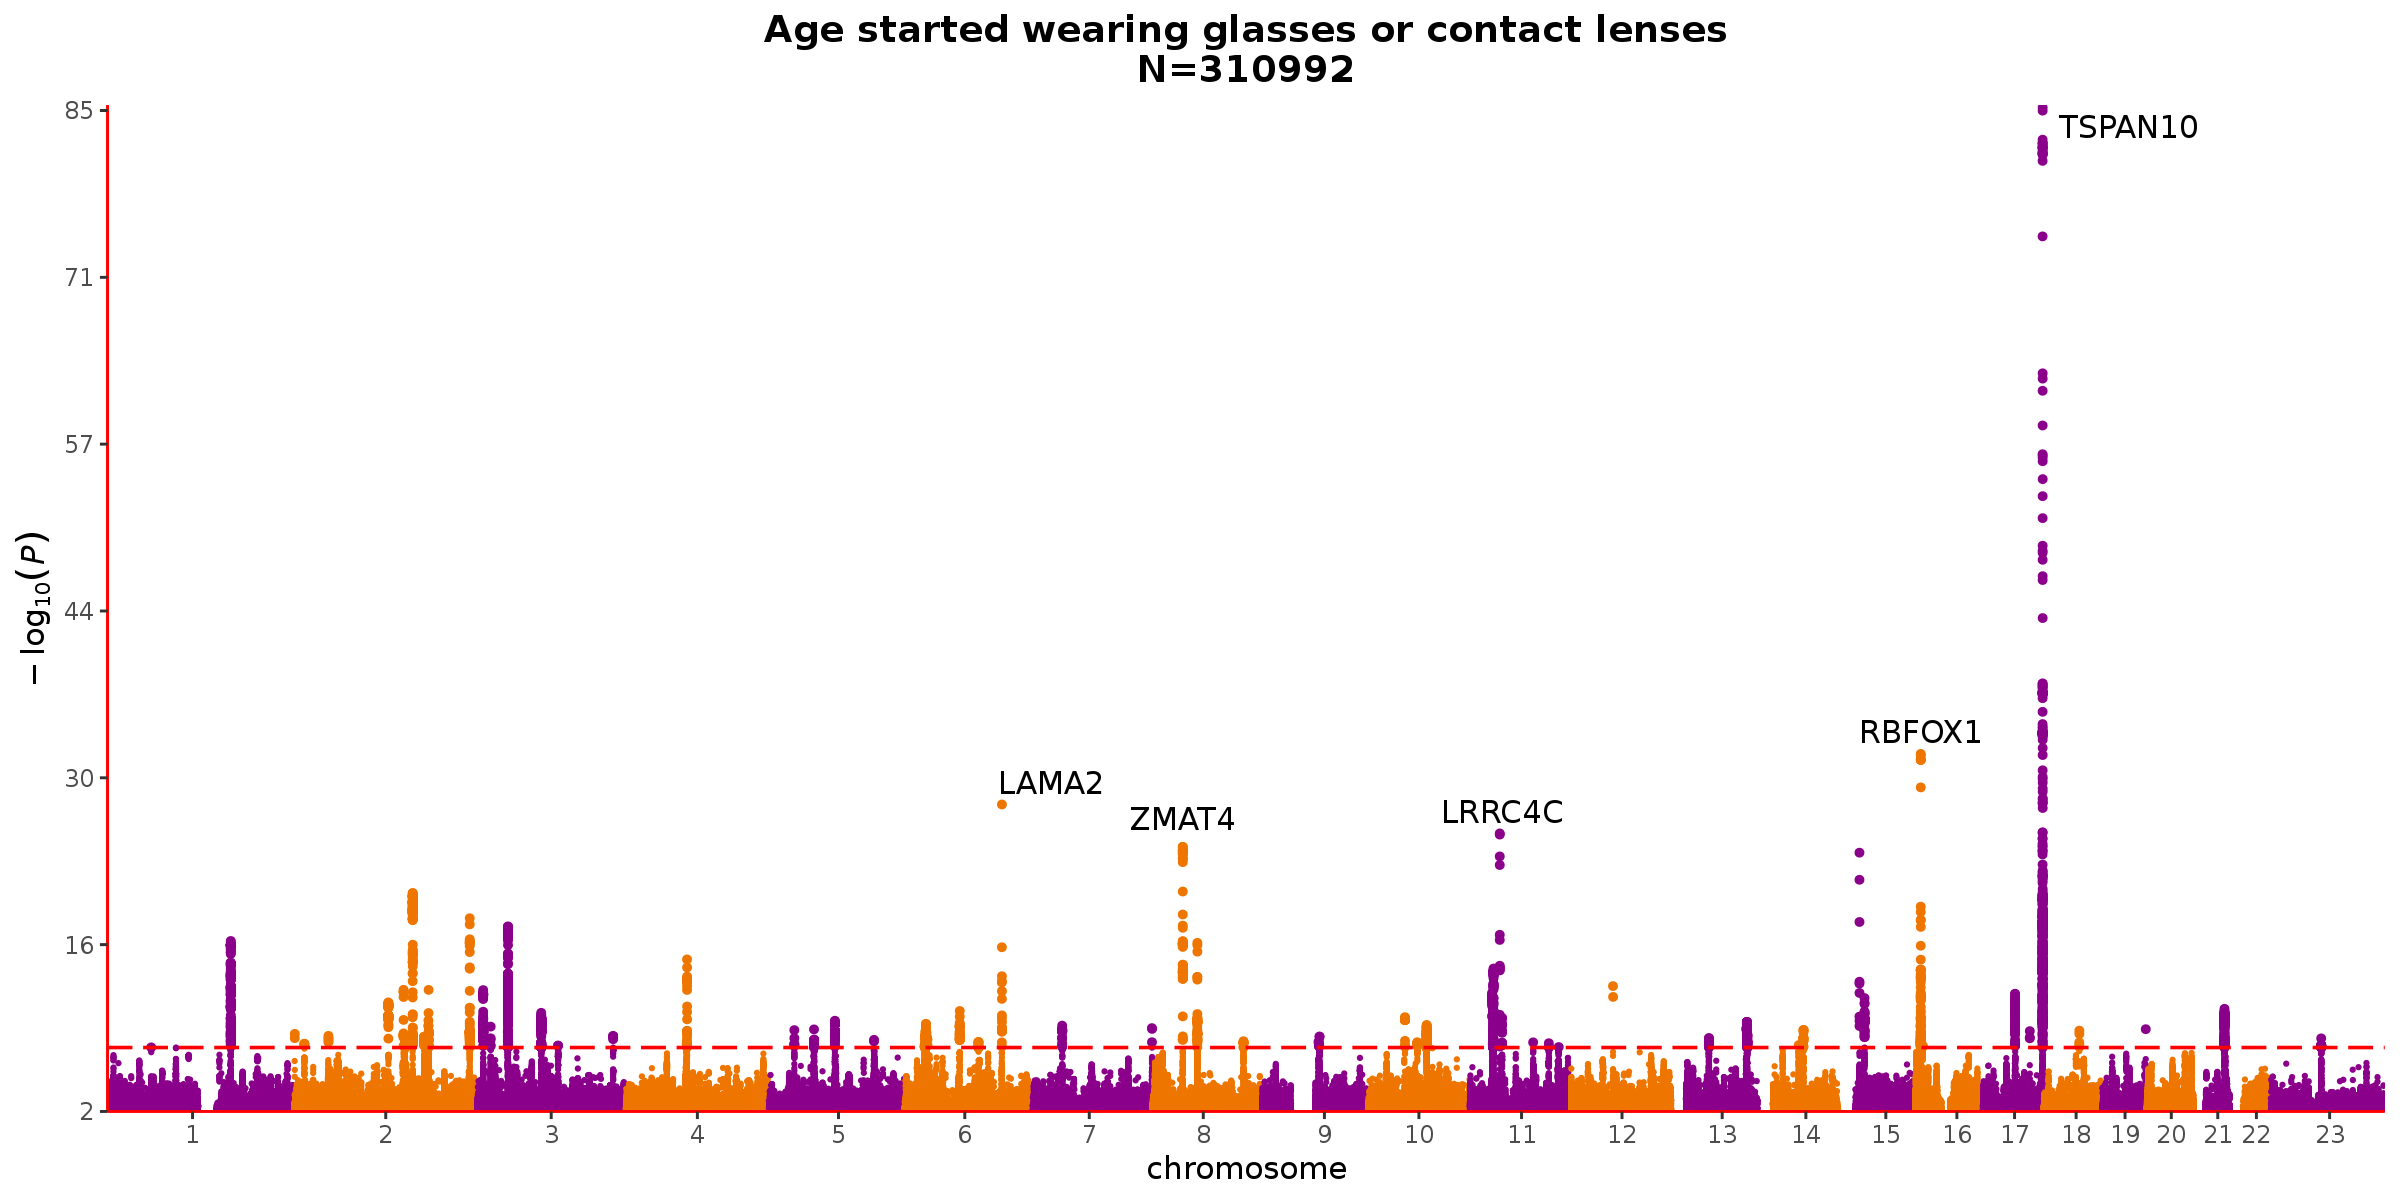 Age started wearing glasses or contact lenses
N=310992
85
71
57
44
30
16
2
−log₁₀(P)
TSPAN10
RBFOX1
LAMA2
LRRC4C
ZMAT4
1 2 3 4 5 6 7 8 9 10 11 12 13 14 15 16 17 18 19 20 21 22 23
chromosome